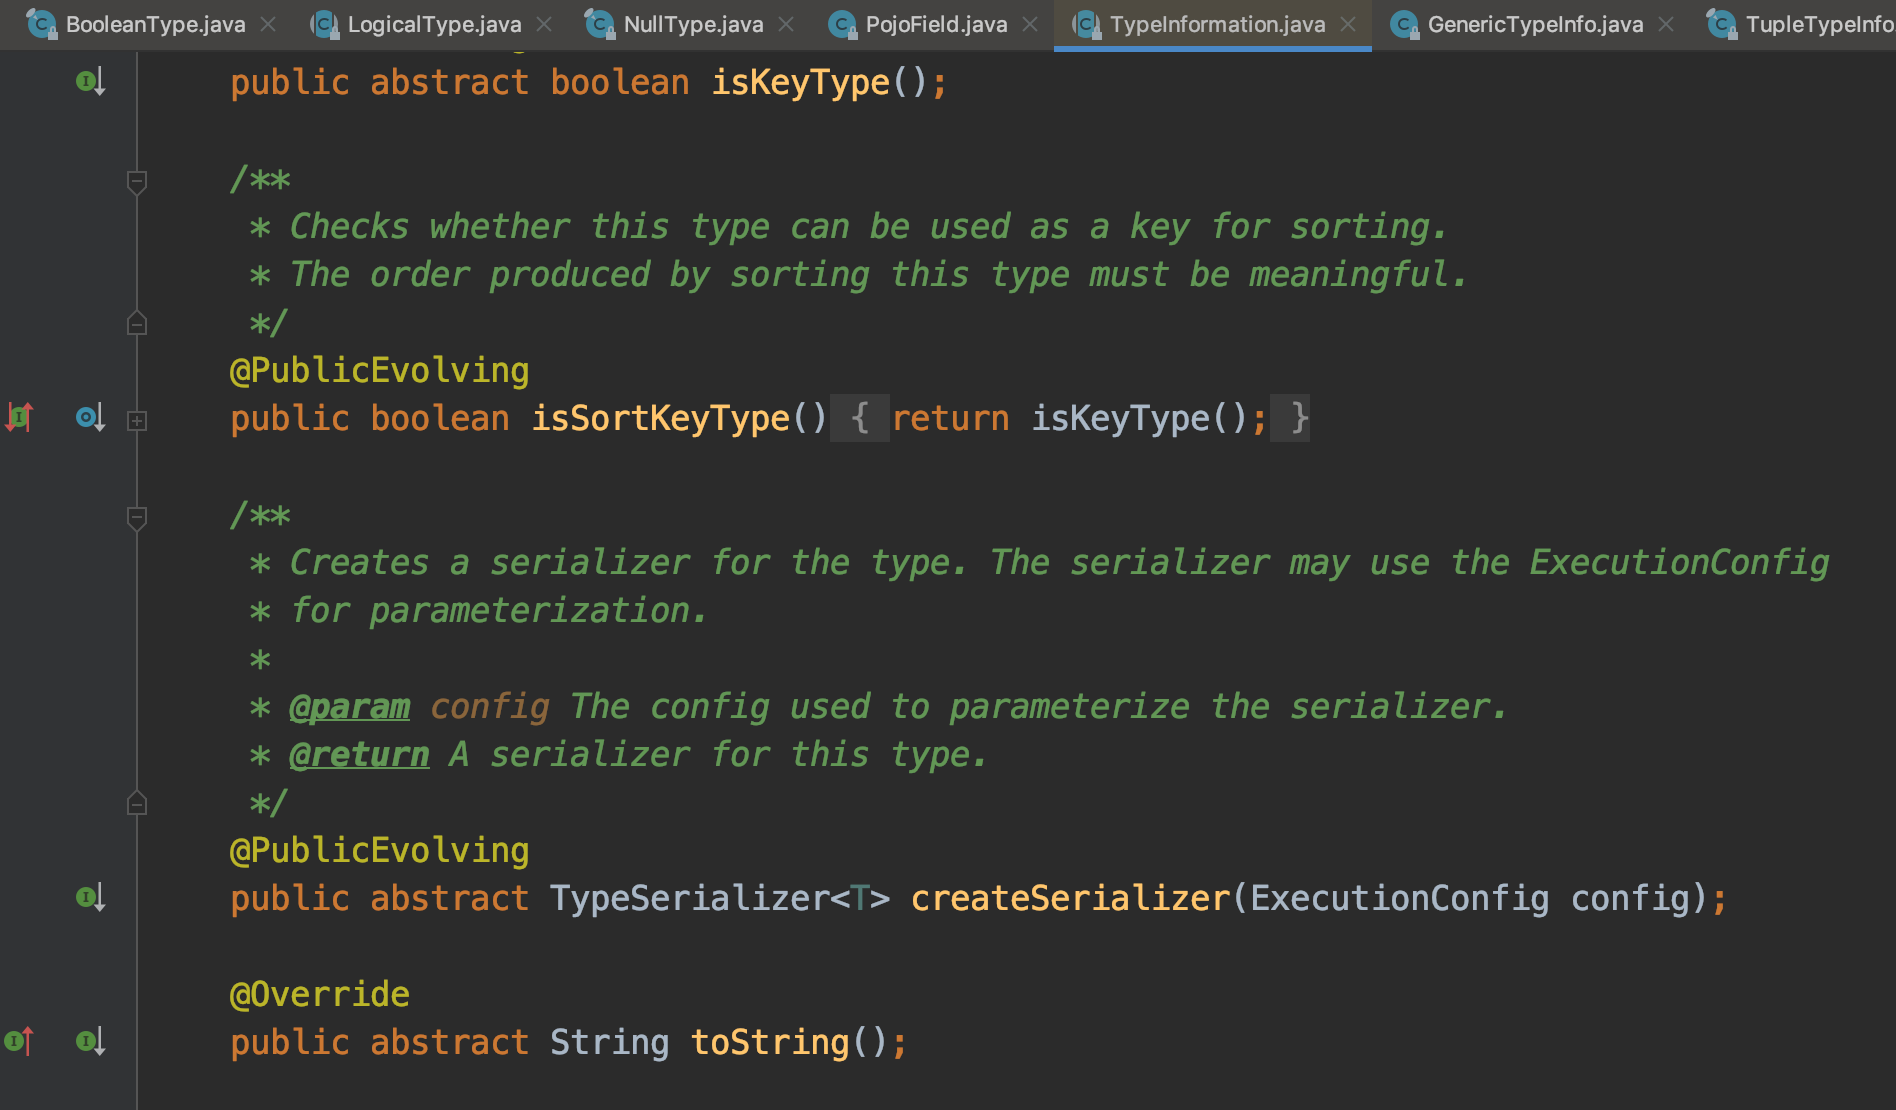 BooleanType.java LogicalType.java NullType.java PojoField.java TypeInformation.java GenericTypeInfo.java TupleTypeInfo.
public abstract boolean isKeyType();
/**
* Checks whether this type can be used as a key for sorting.
* The order produced by sorting this type must be meaningful.
*/
@PublicEvolving
public boolean isSortKeyType() { return isKeyType(); }
/**
* Creates a serializer for the type. The serializer may use the ExecutionConfig
* for parameterization.
*
* @param config The config used to parameterize the serializer.
* @return A serializer for this type.
*/
@PublicEvolving
public abstract TypeSerializer<T> createSerializer(ExecutionConfig config);
@Override
public abstract String toString();